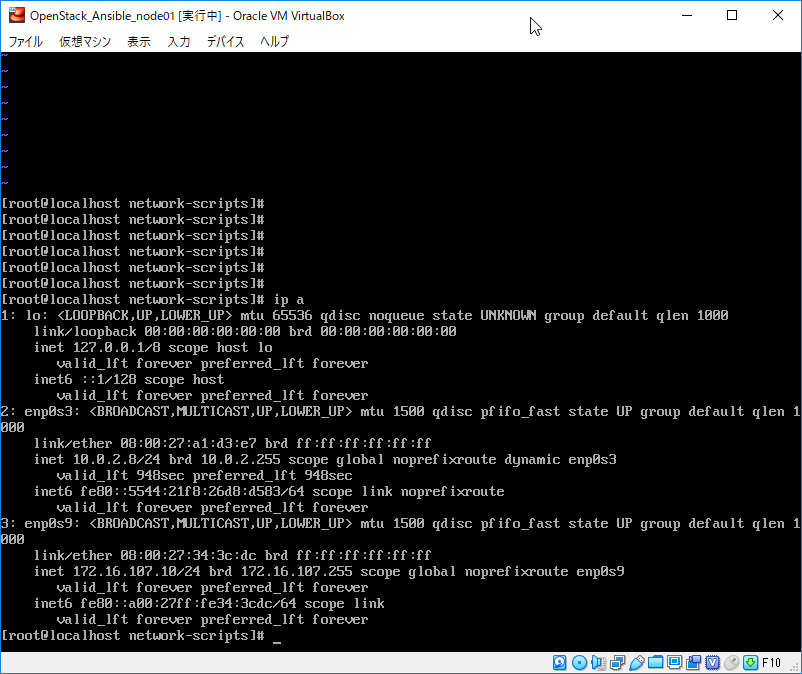 OpenStack_Ansible_node01 [実行中] - Oracle VM VirtualBox
ファイル 仮想マシン 表示 入力 デバイス ヘルプ
~
~
~
~
~
~
~
~
~
[root@localhost network-scripts]#
[root@localhost network-scripts]#
[root@localhost network-scripts]#
[root@localhost network-scripts]#
[root@localhost network-scripts]#
[root@localhost network-scripts]#
[root@localhost network-scripts]# ip a
1: lo: <LOOPBACK,UP,LOWER_UP> mtu 65536 qdisc noqueue state UNKNOWN group default qlen 1000
    link/loopback 00:00:00:00:00:00 brd 00:00:00:00:00:00
    inet 127.0.0.1/8 scope host lo
       valid_lft forever preferred_lft forever
    inet6 ::1/128 scope host
       valid_lft forever preferred_lft forever
2: enp0s3: <BROADCAST,MULTICAST,UP,LOWER_UP> mtu 1500 qdisc pfifo_fast state UP group default qlen 1
000
    link/ether 08:00:27:a1:d3:e7 brd ff:ff:ff:ff:ff:ff
    inet 10.0.2.8/24 brd 10.0.2.255 scope global noprefixroute dynamic enp0s3
       valid_lft 948sec preferred_lft 948sec
    inet6 fe80::5544:21f8:26d8:d583/64 scope link noprefixroute
       valid_lft forever preferred_lft forever
3: enp0s9: <BROADCAST,MULTICAST,UP,LOWER_UP> mtu 1500 qdisc pfifo_fast state UP group default qlen 1
000
    link/ether 08:00:27:34:3c:dc brd ff:ff:ff:ff:ff:ff
    inet 172.16.107.10/24 brd 172.16.107.255 scope global noprefixroute enp0s9
       valid_lft forever preferred_lft forever
    inet6 fe80::a00:27ff:fe34:3cdc/64 scope link
       valid_lft forever preferred_lft forever
[root@localhost network-scripts]# _
F10